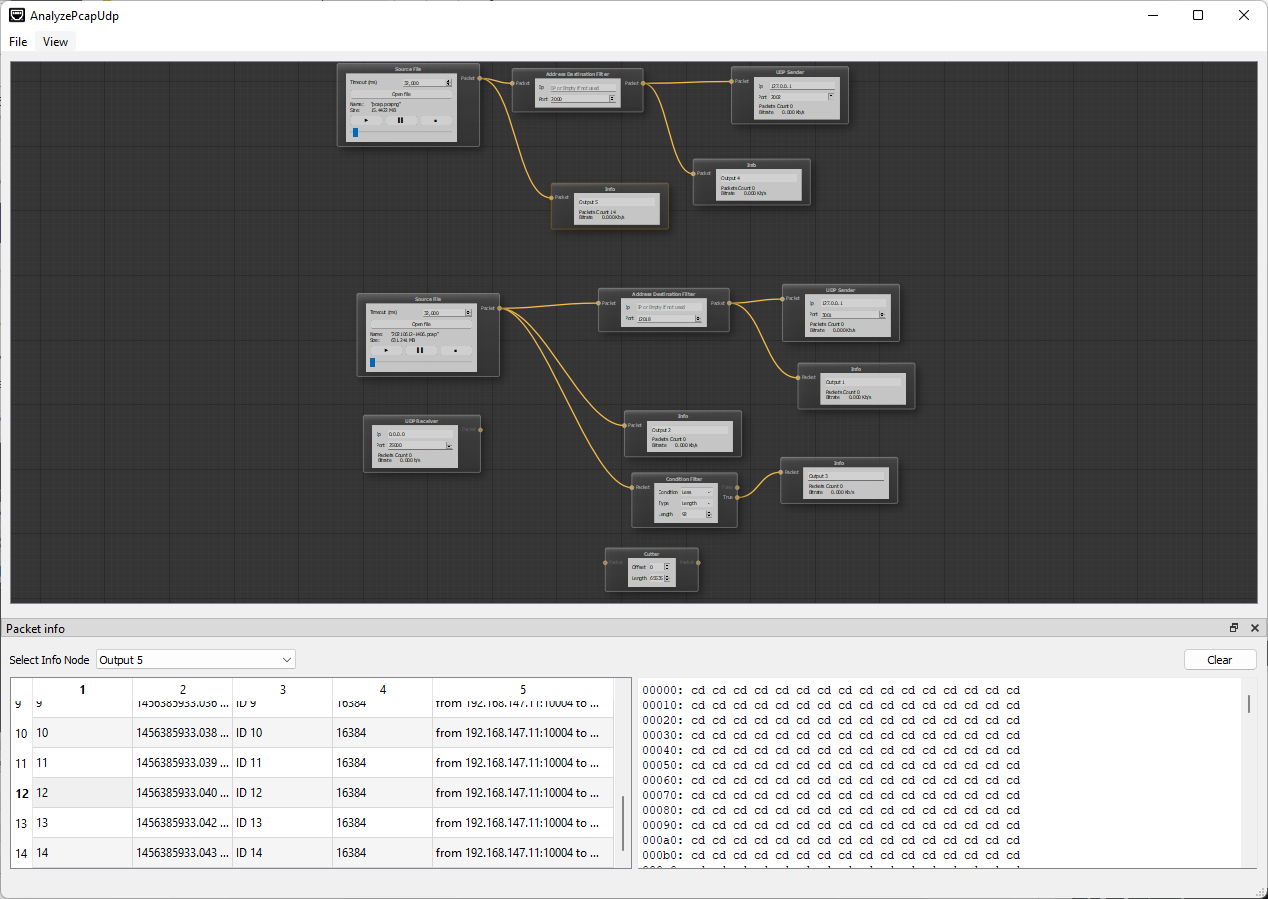 AnalyzePcapUdp
File View
Source File
Timeout (ms) 32,000
Open file
Name: "pcap.pcapng"
Size: 15.4423 MB
Packet
Address Destination Filter
Packet
Ip IP or Empty if not used
Port 2000
Packet
UDP Sender
Packet
Ip 127.0.0.1
Port 2002
Packets Count 0
Bitrate 0.000 Kb/s
Info
Packet
Output 4
Packets Count 0
Bitrate 0.000 Kb/s
Info
Packet
Output 5
Packets Count 14
Bitrate 0.000 Kb/s
Source File
Timeout (ms) 32,000
Open file
Name:
Size: 631.241 MB
Packet
Address Destination Filter
Packet
Ip IP or Empty if not used
Port 12018
Packet
UDP Sender
Packet
Ip 127.0.0.1
Port 2001
Packets Count 0
Bitrate 0.000 Kb/s
Info
Packet
Output 1
Packets Count 0
Bitrate 0.000 Kb/s
UDP Receiver
Ip 0.0.0.0
Port 25000
Packets Count 0
Bitrate 0.000 b/s
Packet
Info
Packet
Output 2
Packets Count 0
Bitrate 0.000 Kb/s
Condition Filter
Packet
Condition Less
Type Length
Length 92
False
True
Info
Packet
Output 3
Packets Count 0
Bitrate 0.000 Kb/s
Cutter
Packet
Offset 0
Length 65535
Packet
Packet info
Select Info Node Output 5
Clear
1 2 3 4 5
9 9 1456385933.036 ... ID 9 16384 from 192.168.147.11:10004 to ...
10 10 1456385933.038 ... ID 10 16384 from 192.168.147.11:10004 to ...
11 11 1456385933.039 ... ID 11 16384 from 192.168.147.11:10004 to ...
12 12 1456385933.040 ... ID 12 16384 from 192.168.147.11:10004 to ...
13 13 1456385933.042 ... ID 13 16384 from 192.168.147.11:10004 to ...
14 14 1456385933.043 ... ID 14 16384 from 192.168.147.11:10004 to ...
00000: cd cd cd cd cd cd cd cd cd cd cd cd cd cd cd cd
00010: cd cd cd cd cd cd cd cd cd cd cd cd cd cd cd cd
00020: cd cd cd cd cd cd cd cd cd cd cd cd cd cd cd cd
00030: cd cd cd cd cd cd cd cd cd cd cd cd cd cd cd cd
00040: cd cd cd cd cd cd cd cd cd cd cd cd cd cd cd cd
00050: cd cd cd cd cd cd cd cd cd cd cd cd cd cd cd cd
00060: cd cd cd cd cd cd cd cd cd cd cd cd cd cd cd cd
00070: cd cd cd cd cd cd cd cd cd cd cd cd cd cd cd cd
00080: cd cd cd cd cd cd cd cd cd cd cd cd cd cd cd cd
00090: cd cd cd cd cd cd cd cd cd cd cd cd cd cd cd cd
000a0: cd cd cd cd cd cd cd cd cd cd cd cd cd cd cd cd
000b0: cd cd cd cd cd cd cd cd cd cd cd cd cd cd cd cd